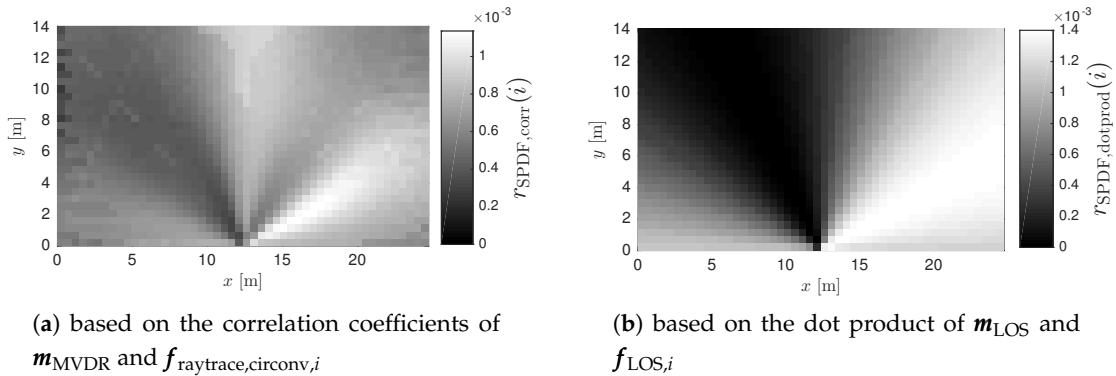 ×10⁻³
14
12
10
8
6
4
2
0
y [m]
0 5 10 15 20
x [m]
1
0.8
0.6
0.4
0.2
0
r_SPDF,corr(i)
×10⁻³
14
12
10
8
6
4
2
0
y [m]
0 5 10 15 20
x [m]
1.4
1.2
1
0.8
0.6
0.4
0.2
0
r_SPDF,dotprod(i)
(a) based on the correlation coefficients of
m_MVDR and f_raytrace,circonv,i
(b) based on the dot product of m_LOS and
f_LOS,i